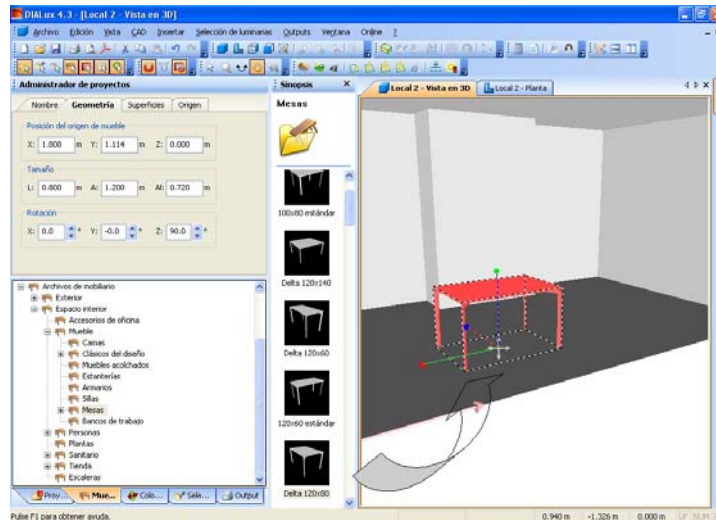 DIALux 4.3 - [Local 2 - Vista en 3D]
Archivo Edición Vista CAD Insertar Selección de luminarias Outputs Ventana Online ?
Administrador de proyectos
Nombre Geometría Superficies Origen
Posición del origen de mueble
X: 1.800 m Y: 1.114 m Z: 0.000 m
Tamaño
L: 0.800 m A: 1.200 m Al: 0.720 m
Rotación
X: 0.0 ° Y: -0.0 ° Z: 90.0 °
Archivos de mobiliario
Exterior
Espacio interior
Accesorios de oficina
Mueble
Camas
Clásicos del diseño
Muebles acolchados
Estanterías
Armarios
Sillas
Mesas
Bancos de trabajo
Personas
Plantas
Sanitario
Tienda
Escaleras
Proy... Mue... Colo... Sele... Output
Sinopsis X
Mesas
100x80 estándar
Delta 120x140
Delta 120x60
120x60 estándar
Delta 120x80
Local 2 - Vista en 3D Local 2 - Planta
Pulse F1 para obtener ayuda.
0.940 m -1.326 m 0.000 m UF NUM